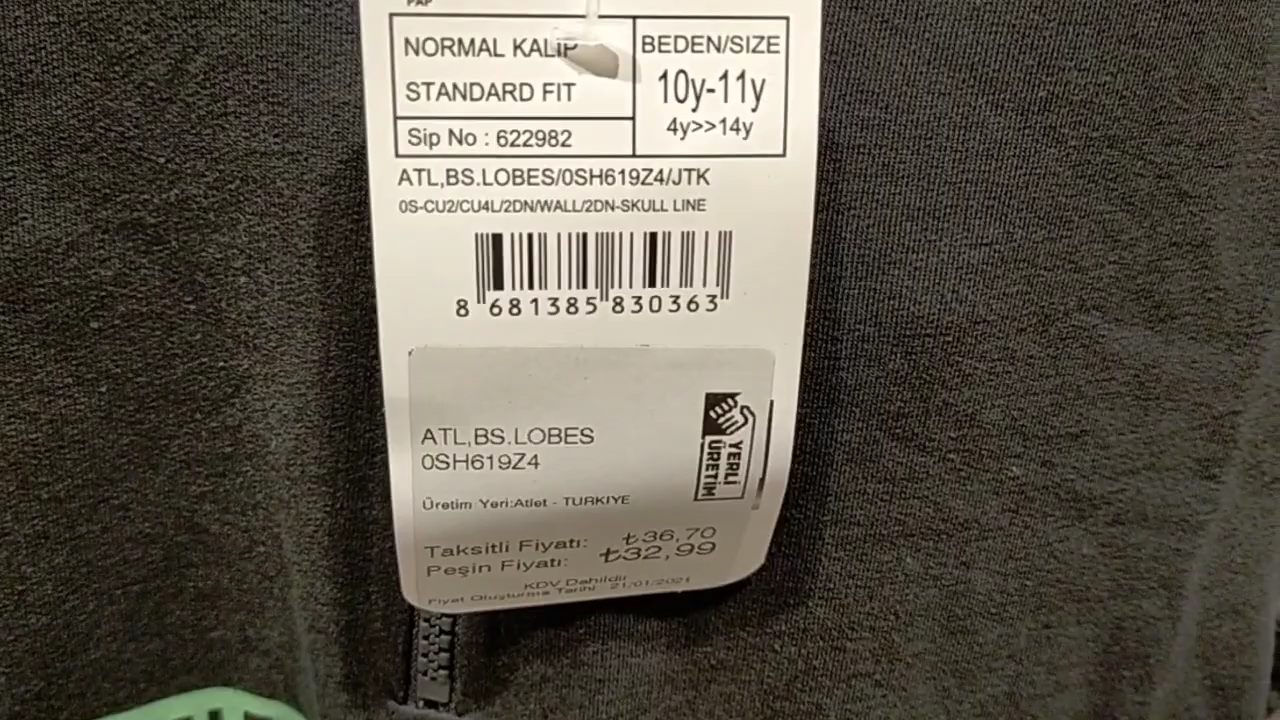 PAP
NORMAL KALIP
STANDARD FIT
Sip No : 622982
BEDEN/SIZE
10y-11y
4y>>14y
ATL,BS.LOBES/0SH619Z4/JTK
0S-CU2/CU4L/2DN/WALL/2DN-SKULL LINE
8 681385 830363
ATL,BS.LOBES
0SH619Z4
YERLİ
ÜRETİM
Üretim Yeri:Atlet - TURKIYE
Taksitli Fiyatı: ₺36,70
Peşin Fiyatı: ₺32,99
KDV Dahildir
Fiyat Oluşturma Tarihi: 21/01/2021